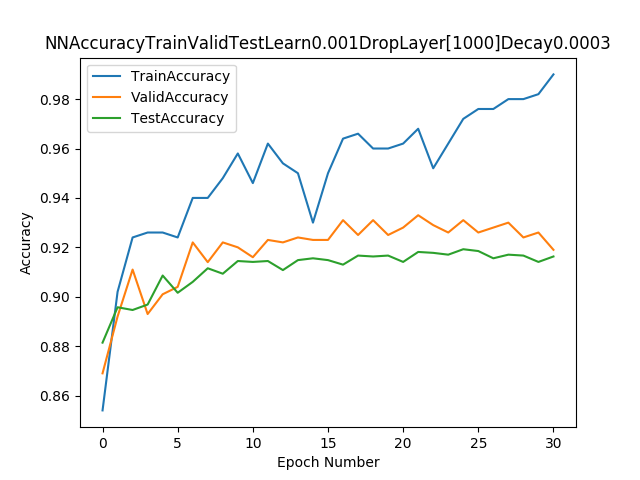 NNAccuracyTrainValidTestLearn0.001DropLayer[1000]Decay0.0003
TrainAccuracy
ValidAccuracy
TestAccuracy
0.98
0.96
0.94
0.92
0.90
0.88
0.86
Accuracy
0 5 10 15 20 25 30
Epoch Number